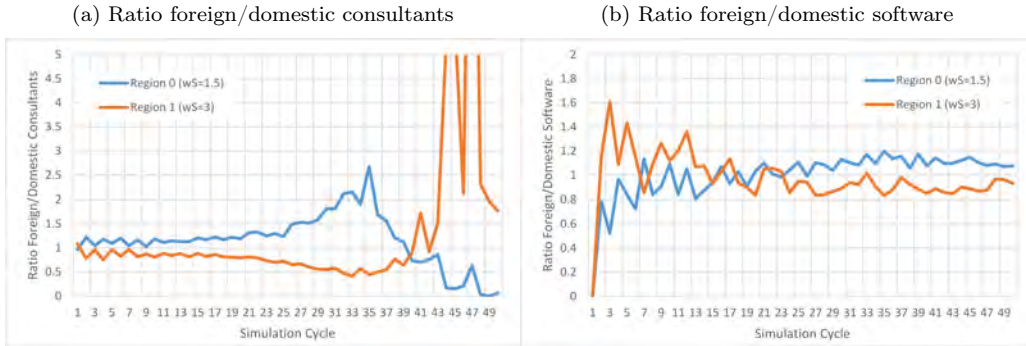 (a) Ratio foreign/domestic consultants
5
4.5
4
3.5
3
2.5
2
1.5
1
0.5
0
Ratio Foreign/Domestic Consultants
Region 0 (wS=1.5)
Region 1 (wS=3)
1 3 5 7 9 11 13 15 17 19 21 23 25 27 29 31 33 35 37 39 41 43 45 47 49
Simulation Cycle
(b) Ratio foreign/domestic software
2
1.8
1.6
1.4
1.2
1
0.8
0.6
0.4
0.2
0
Ratio Foreign/Domestic Software
Region 0 (wS=1.5)
Region 1 (wS=3)
1 3 5 7 9 11 13 15 17 19 21 23 25 27 29 31 33 35 37 39 41 43 45 47 49
Simulation Cycle